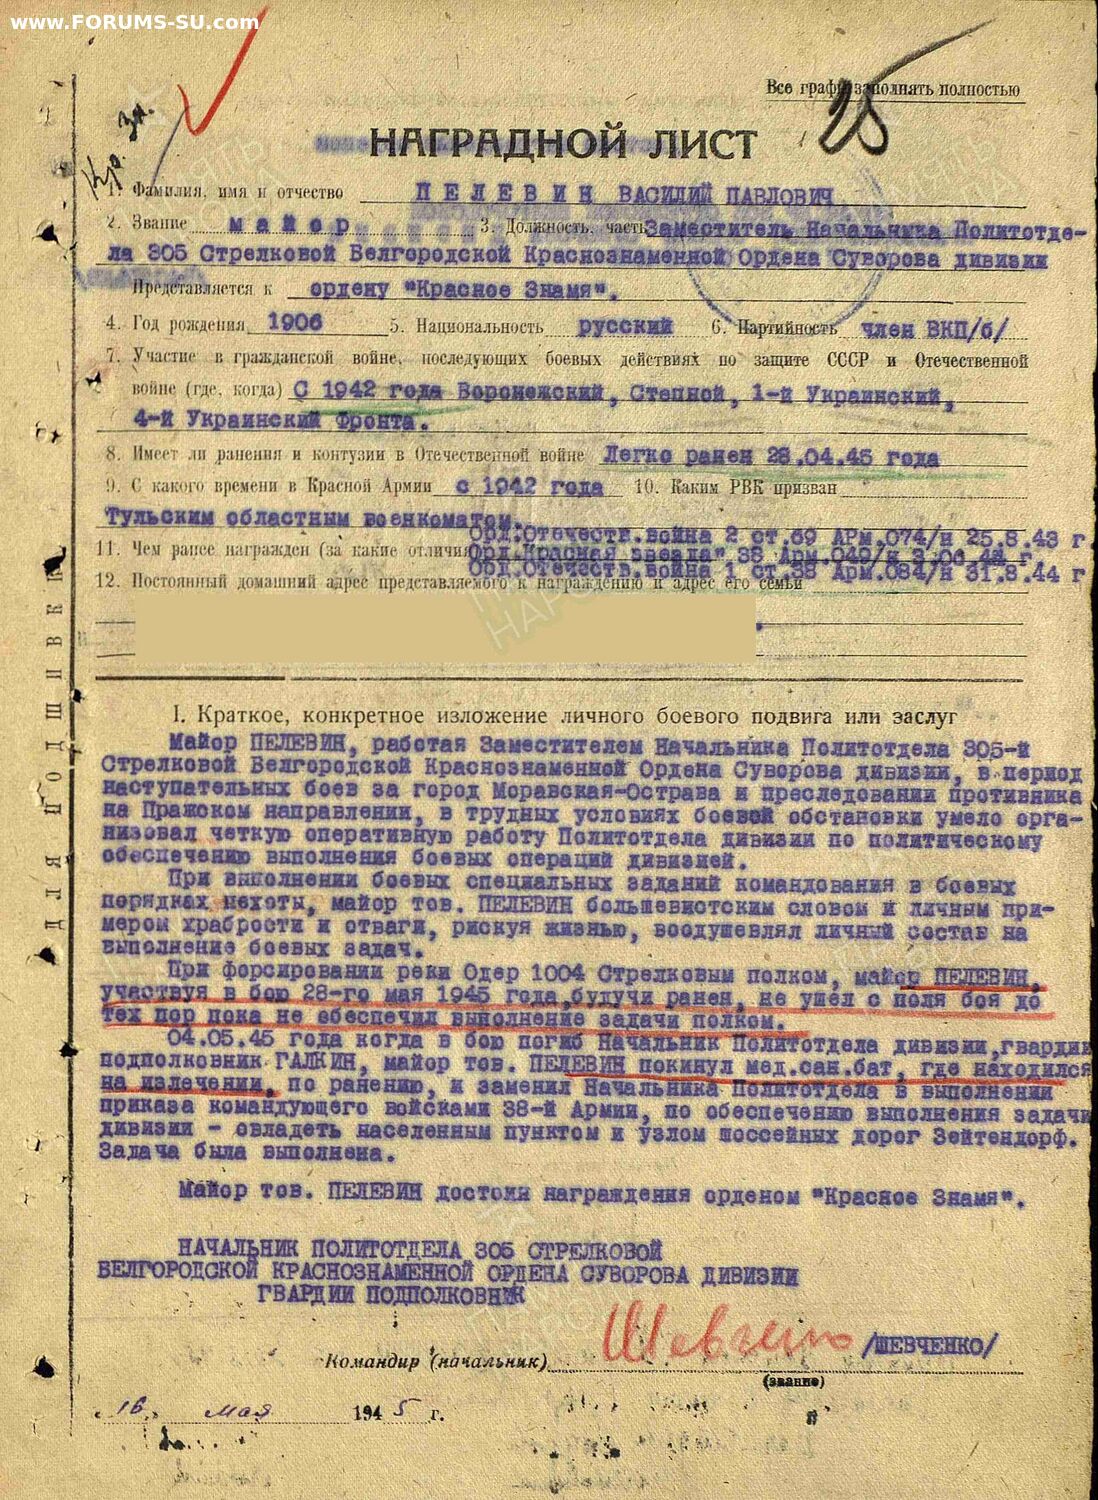 www.FORUMS-SU.com
Все графы заполнять полностью
25
Кр. Зн.
НАГРАДНОЙ ЛИСТ
1. Фамилия, имя и отчество ПЕЛЕВИН ВАСИЛИЙ ПАВЛОВИЧ
2. Звание майор 3. Должность, часть Заместитель Начальника Политотде-
ла 305 Стрелковой Белгородской Краснознаменной Ордена Суворова дивизии
Представляется к ордену "Красное Знамя".
4. Год рождения 1906 5. Национальность русский 6. Партийность член ВКП/б/
7. Участие в гражданской войне, последующих боевых действиях по защите СССР и Отечественной
войне (где, когда) С 1942 года Воронежский, Степной, 1-й Украинский,
4-й Украинский Фронта.
8. Имеет ли ранения и контузии в Отечественной войне Легко ранен 28.04.45 года
9. С какого времени в Красной Армии с 1942 года 10. Каким РВК призван
Тульским областным военкоматом.
Орд.Отечеств.война 2 ст.69 АРм.074/н 25.8.43 г.
11. Чем ранее награжден (за какие отличия) Орд.Красная звезда" 38 Арм.049/н 3.06.44 г
Орд.Отечеств.война 1 ст.38 Арм.084/н 31.8.44 г
12. Постоянный домашний адрес представляемого к награждению и адрес его семьи
ДЛЯ ПОДШИВКИ
I. Краткое, конкретное изложение личного боевого подвига или заслуг
Майор ПЕЛЕВИН, работая Заместителем Начальника Политотдела 305-й
Стрелковой Белгородской Краснознаменной Ордена Суворова дивизии, в период
наступательных боев за город Моравская-Острава и преследовании противника
на Пражском направлении, в трудных условиях боевой обстановки умело орга-
низовал четкую оперативную работу Политотдела дивизии по политическому
обеспечению выполнения боевых операций дивизией.
При выполнении боевых специальных заданий командования в боевых
порядках пехоты, майор тов. ПЕЛЕВИН большевистским словом и личным при-
мером храбрости и отваги, рискуя жизнью, воодушевлял личный состав на
выполнение боевых задач.
При форсировании реки Одер 1004 Стрелковым полком, майор ПЕЛЕВИН,
участвуя в бою 28-го мая 1945 года,будучи ранен, не ушел с поля боя до
тех пор пока не обеспечил выполнение задачи полком.
04.05.45 года когда в бою погиб Начальник Политотдела дивизии,гвардии
подполковник ГАЛКИН, майор тов. ПЕЛЕВИН покинул мед.сан.бат, где находился
на излечении, по ранению, и заменил Начальника Политотдела в выполнении
приказа командующего войсками 38-й Армии, по обеспечению выполнения задачи
дивизии - овладеть населенным пунктом и узлом шоссейных дорог Зейтендорф.
Задача была выполнена.
Майор тов. ПЕЛЕВИН достоин награждения орденом "Красное Знамя".
НАЧАЛЬНИК ПОЛИТОТДЕЛА 305 СТРЕЛКОВОЙ
БЕЛГОРОДСКОЙ КРАСНОЗНАМЕННОЙ ОРДЕНА СУВОРОВА ДИВИЗИИ
ГВАРДИИ ПОДПОЛКОВНИК
Шевченко /ШЕВЧЕНКО/
Командир (начальник)
(звание)
"16" мая 1945 г.